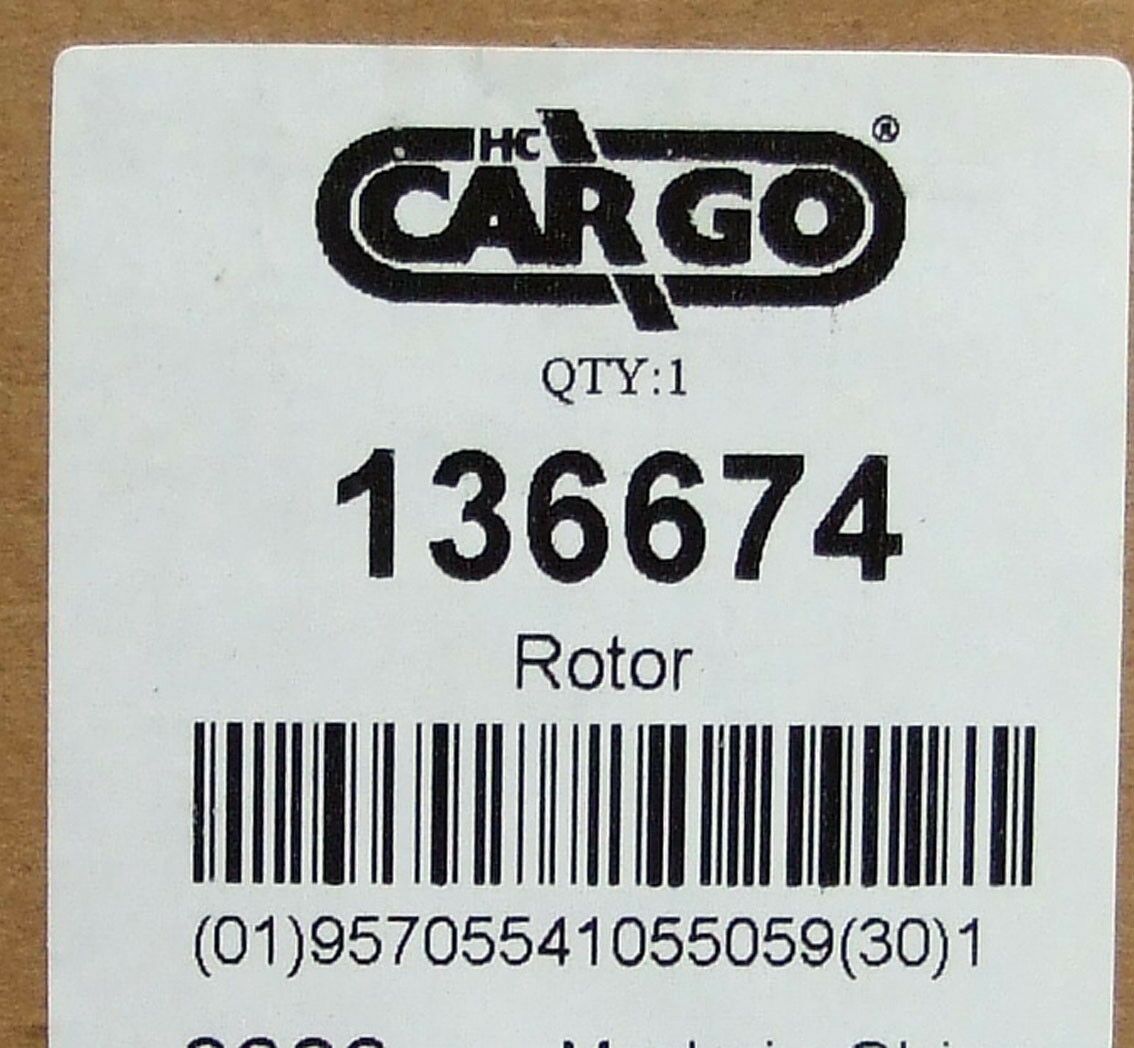 HC
CARGO®
QTY:1
136674
Rotor
(01)95705541055059(30)1